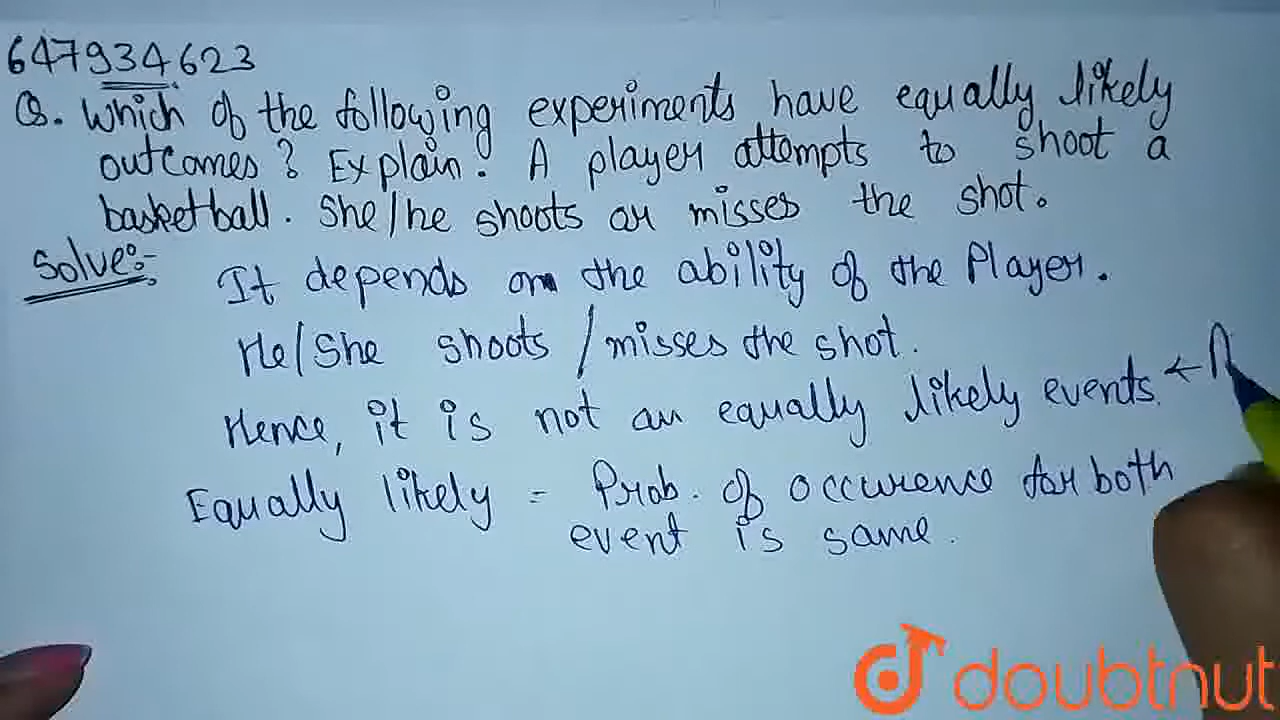 647934623
Q. Which of the following experiments have equally likely
outcomes? Explain. A player attempts to shoot a
basketball. She/he shoots or misses the shot.
Solve:-
It depends on the ability of the Player.
He/She shoots / misses the shot.
Hence, it is not an equally likely events. ←
Equally likely = Prob. of occurence for both
event is same.
doubtnut